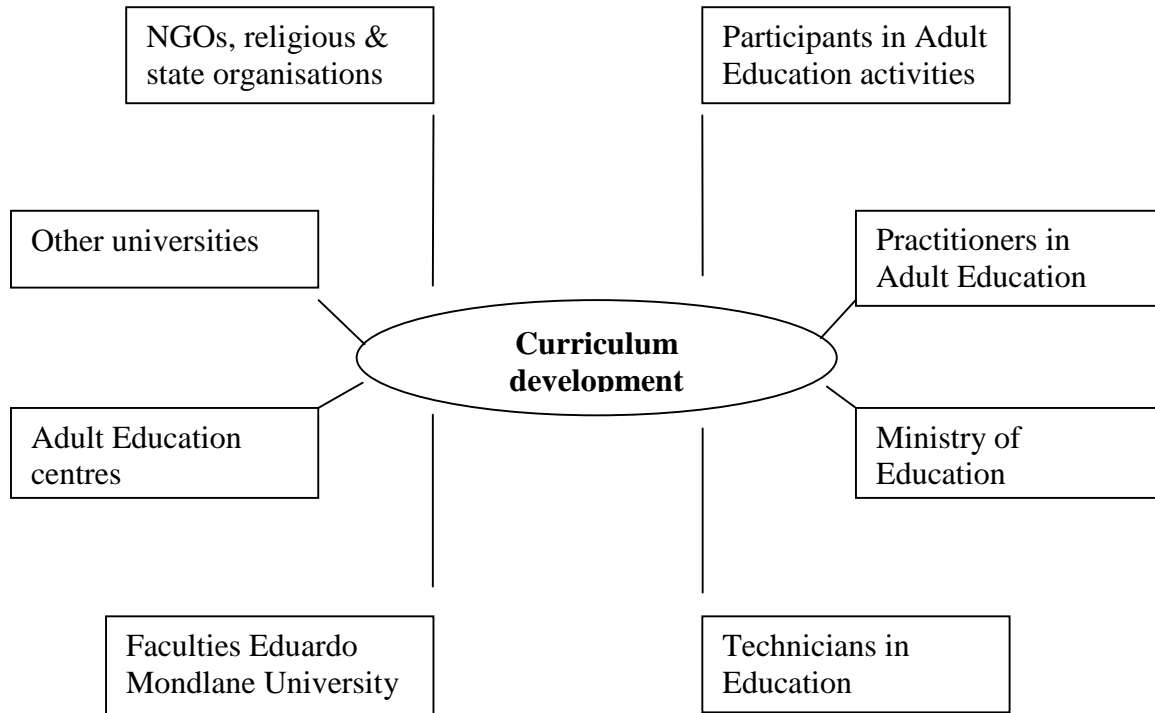 NGOs, religious &
state organisations
Participants in Adult
Education activities
Other universities
Practitioners in
Adult Education
Curriculum
development
Adult Education
centres
Ministry of
Education
Faculties Eduardo
Mondlane University
Technicians in
Education